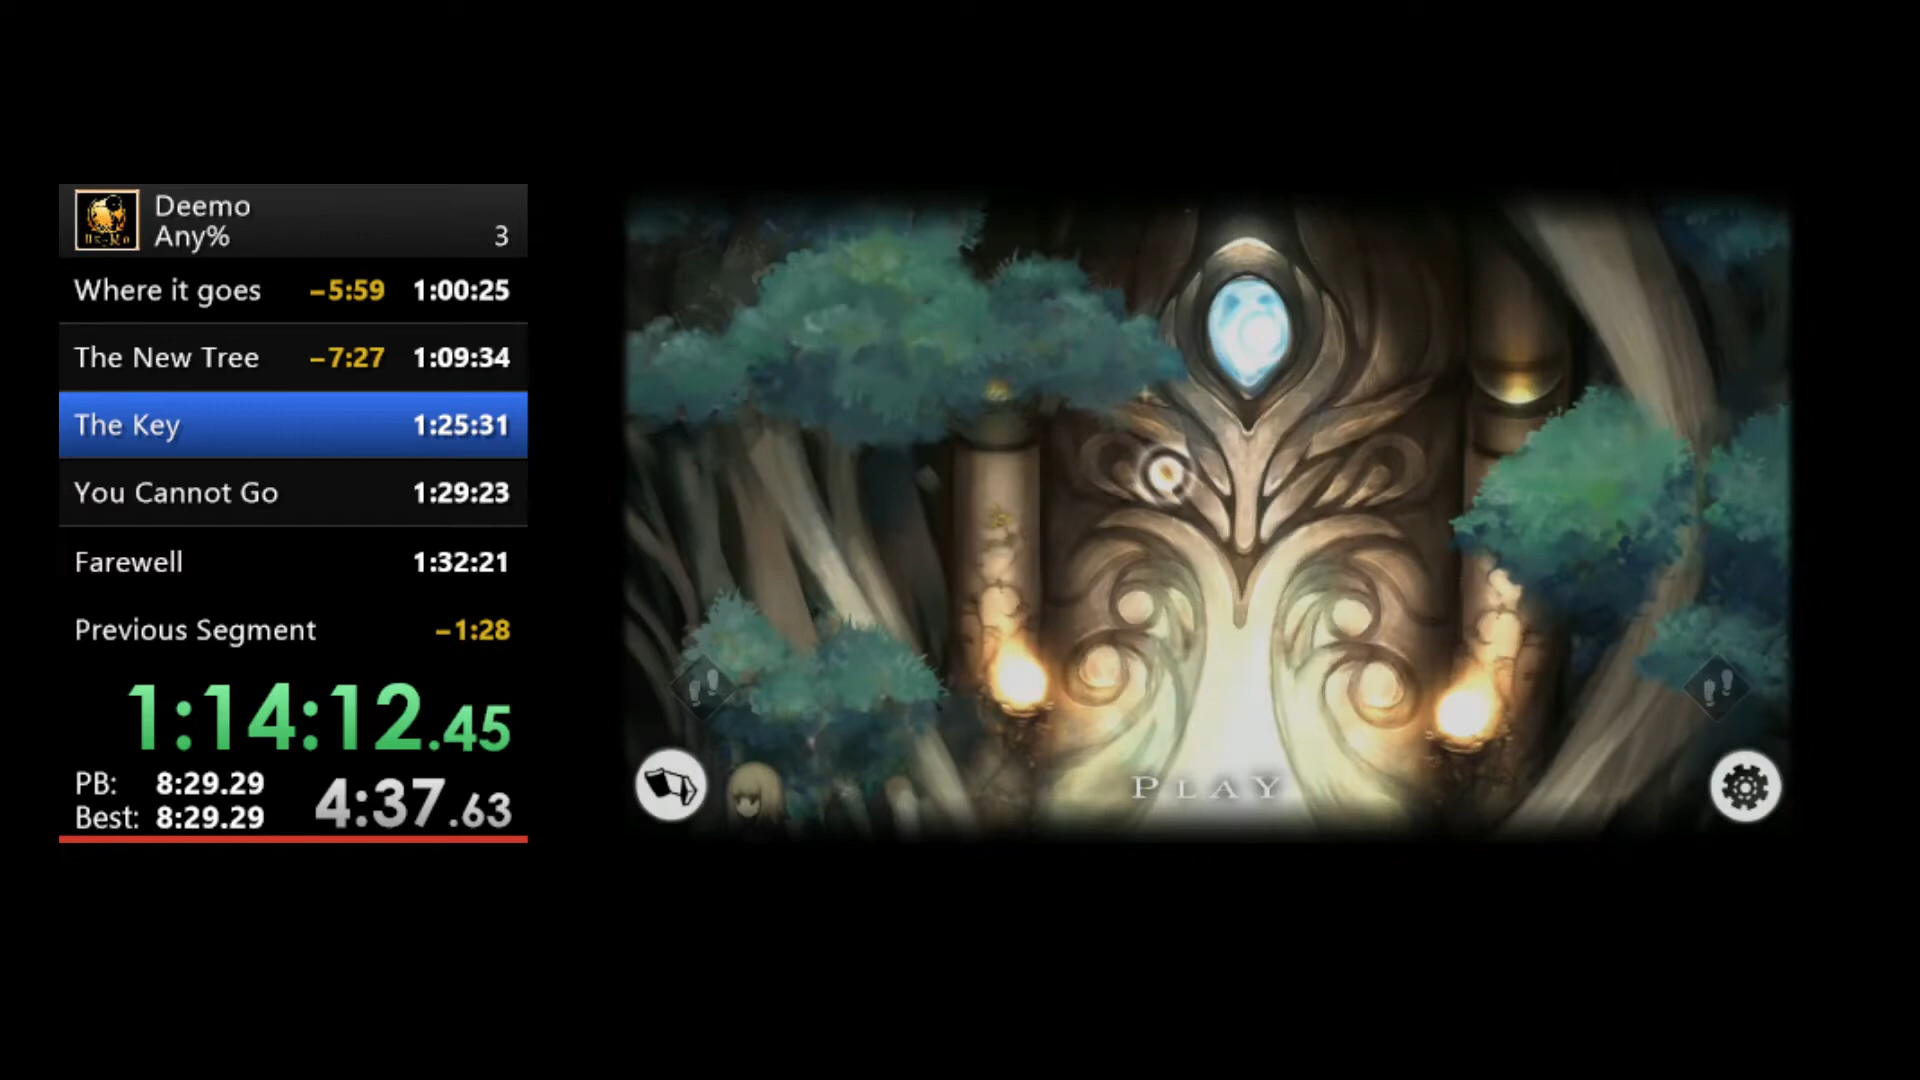 Deemo
Any%
3
Where it goes −5:59 1:00:25
The New Tree −7:27 1:09:34
The Key 1:25:31
You Cannot Go 1:29:23
Farewell 1:32:21
Previous Segment −1:28
1:14:12.45
PB: 8:29.29
Best: 8:29.29
4:37.63
PLAY